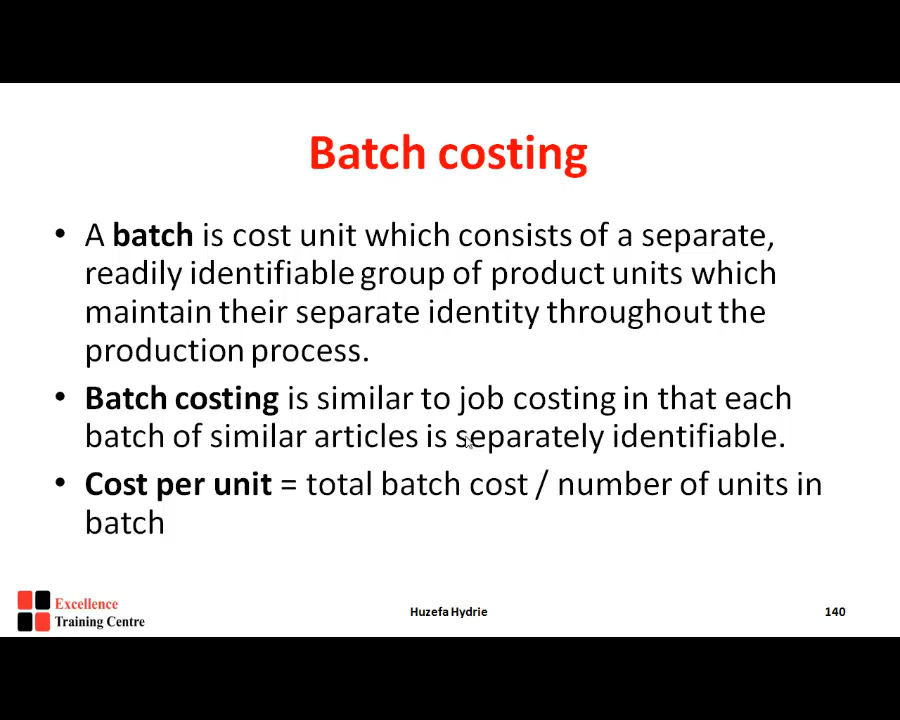 Batch costing
• A batch is cost unit which consists of a separate,
readily identifiable group of product units which
maintain their separate identity throughout the
production process.
• Batch costing is similar to job costing in that each
batch of similar articles is separately identifiable.
• Cost per unit = total batch cost / number of units in
batch
Excellence
Training Centre
Huzefa Hydrie
140